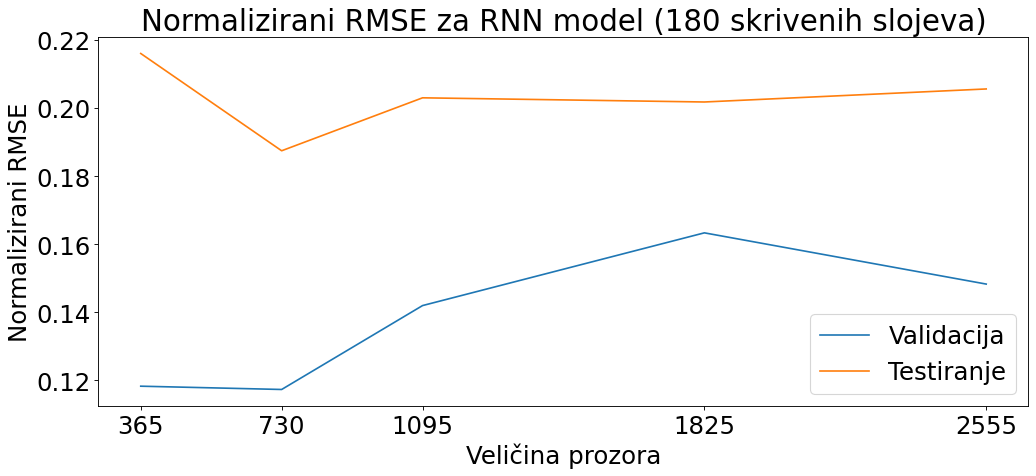 Normalizirani RMSE za RNN model (180 skrivenih slojeva)
Normalizirani RMSE
0.22
0.20
0.18
0.16
0.14
0.12
Validacija
Testiranje
365 730 1095 1825 2555
Veličina prozora